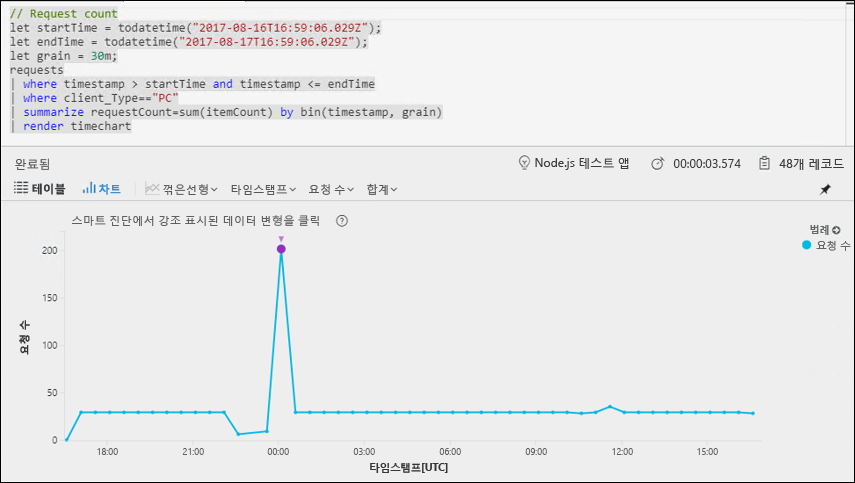 // Request count
let startTime = todatetime("2017-08-16T16:59:06.029Z");
let endTime = todatetime("2017-08-17T16:59:06.029Z");
let grain = 30m;
requests
| where timestamp > startTime and timestamp <= endTime
| where client_Type=="PC"
| summarize requestCount=sum(itemCount) by bin(timestamp, grain)
| render timechart
완료됨 Node.js 테스트 앱 00:00:03.574 48개 레코드
테이블 차트 꺾은선형 타임스탬프 요청 수 합계
스마트 진단에서 강조 표시된 데이터 변형을 클릭 ?
범례
요청 수
200
150
100
50
0
요청 수
18:00 21:00 00:00 03:00 06:00 09:00 12:00 15:00
타임스탬프[UTC]